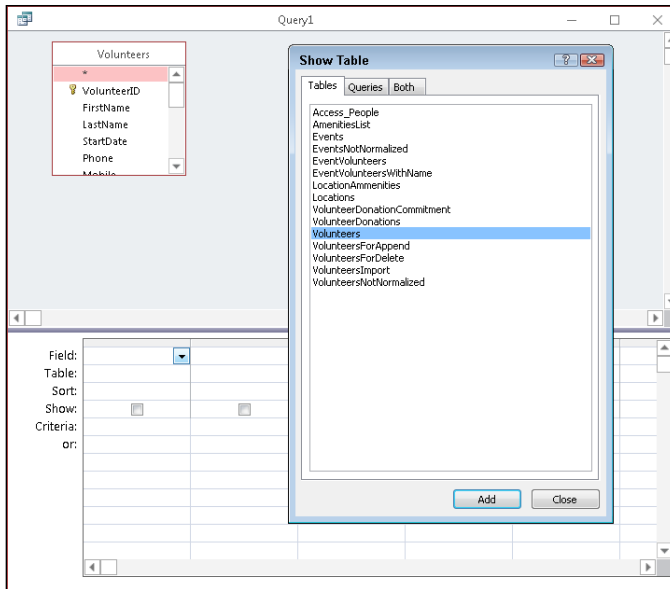 Query1
Volunteers
*
VolunteerID
FirstName
LastName
StartDate
Phone
Show Table
?
Tables Queries Both
Access_People
AmenitiesList
Events
EventsNotNormalized
EventVolunteers
EventVolunteersWithName
LocationAmmenities
Locations
VolunteerDonationCommitment
VolunteerDonations
Volunteers
VolunteersForAppend
VolunteersForDelete
VolunteersImport
VolunteersNotNormalized
Add Close
Field:
Table:
Sort:
Show:
Criteria:
or: